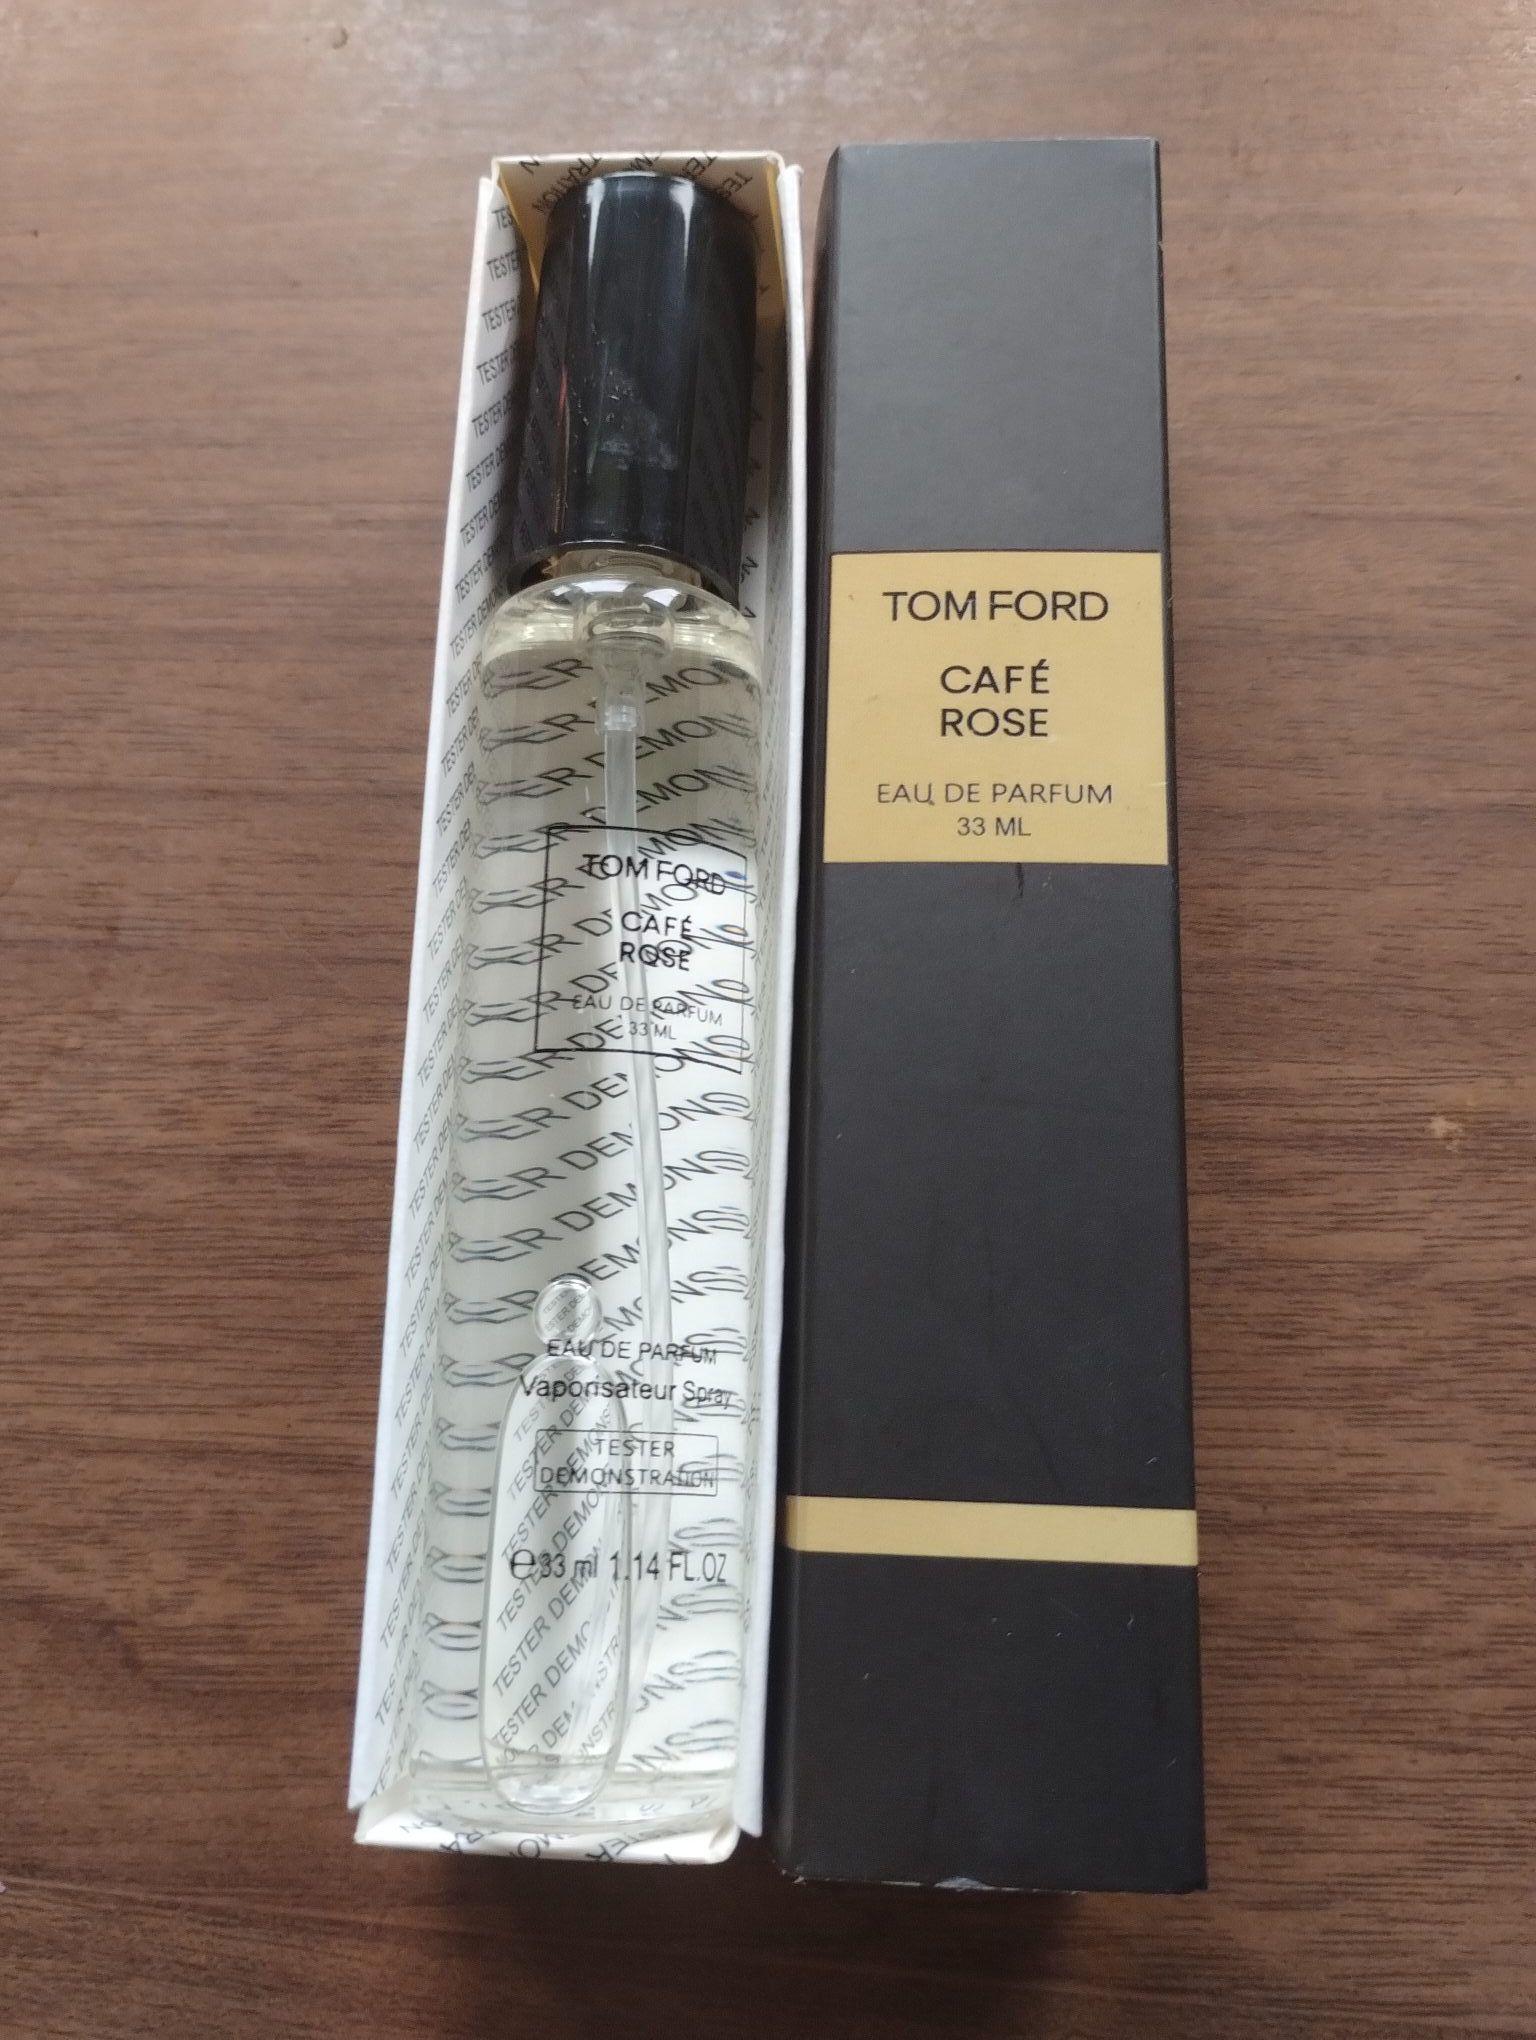 TOM FORD
CAFÉ
ROSE
EAU DE PARFUM
33 ML
EAU DE PARFUM
Vaporisateur Spray
TESTER
DEMONSTRATION
℮ 33 ml 1.14 FL.OZ
TOM FORD
CAFÉ
ROSE
EAU DE PARFUM
33 ML